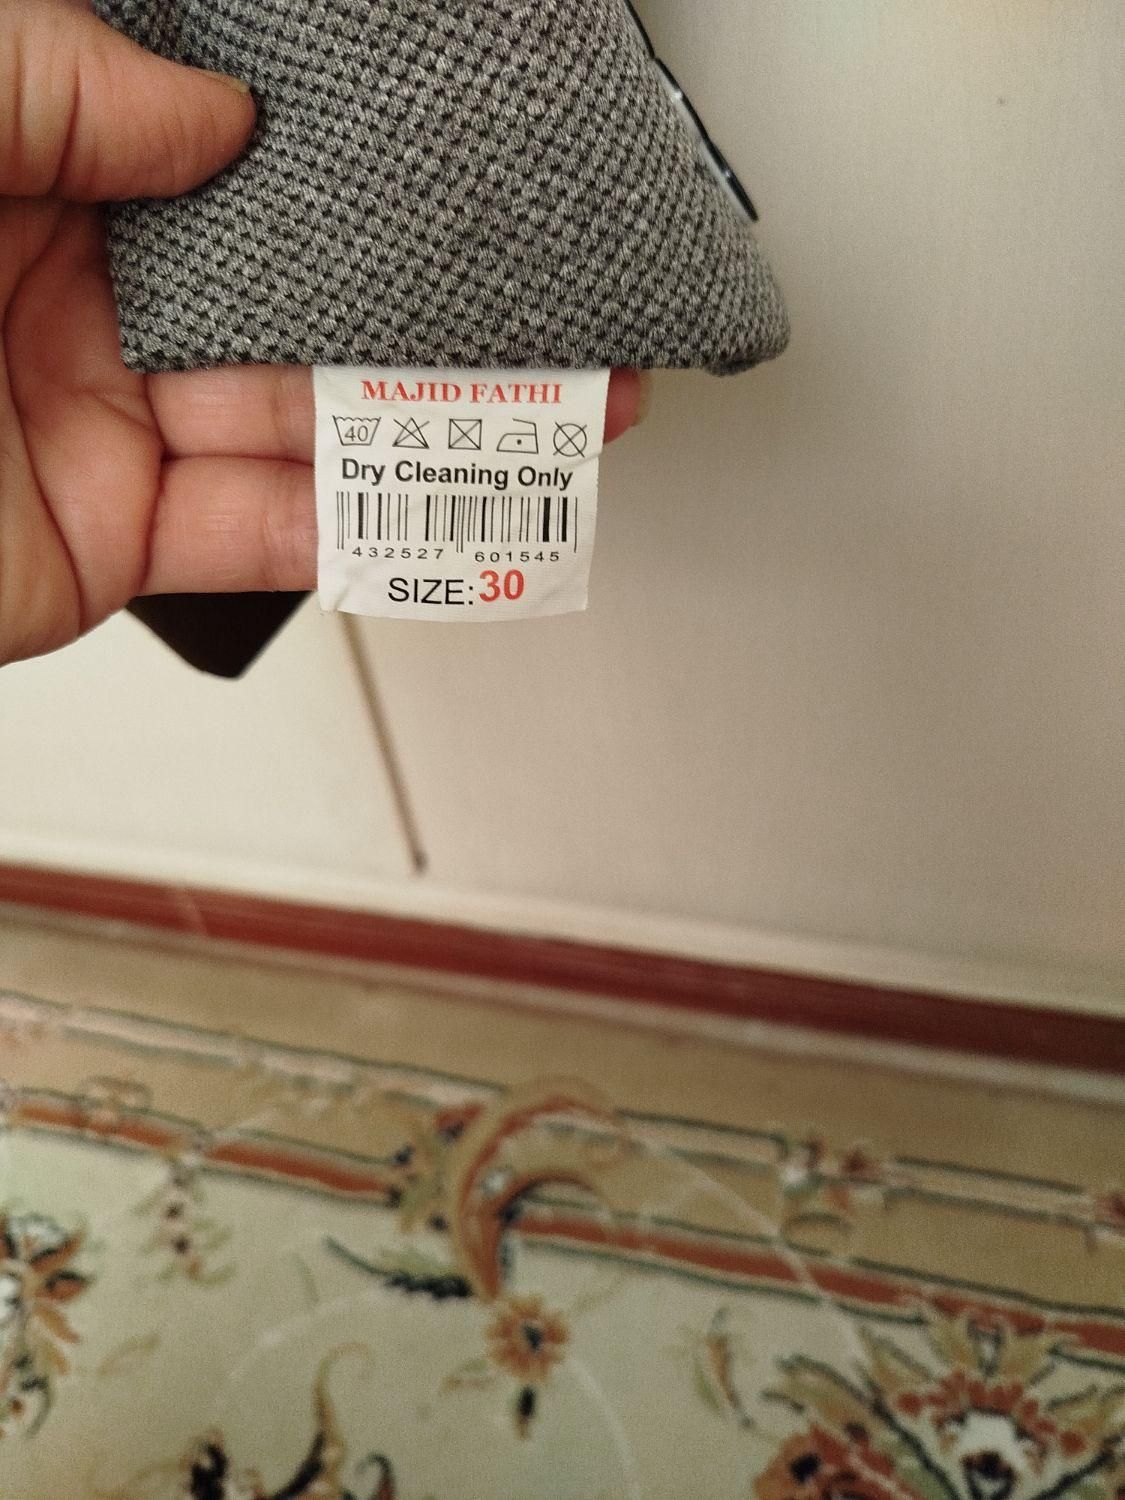 MAJID FATHI
40
Dry Cleaning Only
432527 601545
SIZE:30